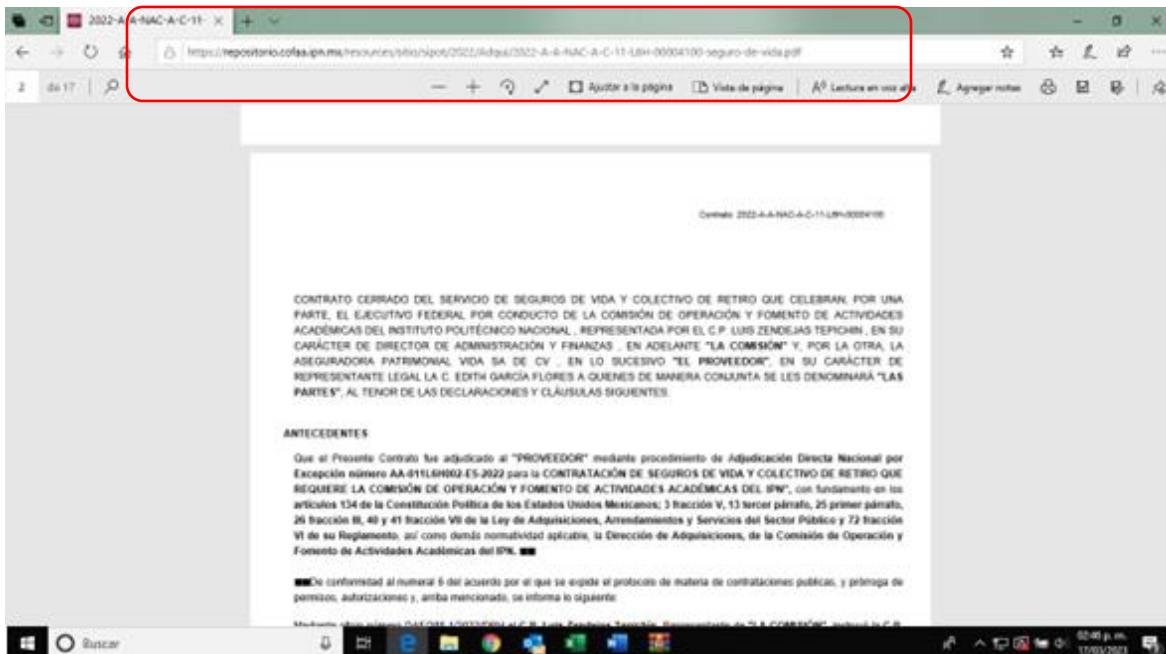 2022-A-A-NAC-A-C-11-
https://repositorio.cofaa.ipn.mx/resources/sitio/sipot/2022/Adqui/2022-A-A-NAC-A-C-11-L6H-00004100-seguro-de-vida.pdf
2 de 17 Ajustar a la página Vista de página Lectura en voz alta Agregar notas
Contrato: 2022-A-A-NAC-A-C-11-L6H-00004100
CONTRATO CERRADO DEL SERVICIO DE SEGUROS DE VIDA Y COLECTIVO DE RETIRO QUE CELEBRAN, POR UNA
PARTE, EL EJECUTIVO FEDERAL POR CONDUCTO DE LA COMISIÓN DE OPERACIÓN Y FOMENTO DE ACTIVIDADES
ACADÉMICAS DEL INSTITUTO POLITÉCNICO NACIONAL , REPRESENTADA POR EL C.P. LUIS ZENDEJAS TEPICHIN , EN SU
CARÁCTER DE DIRECTOR DE ADMINISTRACIÓN Y FINANZAS , EN ADELANTE "LA COMISIÓN" Y, POR LA OTRA, LA
ASEGURADORA PATRIMONIAL VIDA SA DE CV , EN LO SUCESIVO "EL PROVEEDOR", EN SU CARÁCTER DE
REPRESENTANTE LEGAL LA C. EDITH GARCÍA FLORES A QUIENES DE MANERA CONJUNTA SE LES DENOMINARÁ "LAS
PARTES", AL TENOR DE LAS DECLARACIONES Y CLÁUSULAS SIGUIENTES:
ANTECEDENTES
Que el Presente Contrato fue adjudicado al "PROVEEDOR" mediante procedimiento de Adjudicación Directa Nacional por
Excepción número AA-011L6H002-E5-2022 para la CONTRATACIÓN DE SEGUROS DE VIDA Y COLECTIVO DE RETIRO QUE
REQUIERE LA COMISIÓN DE OPERACIÓN Y FOMENTO DE ACTIVIDADES ACADÉMICAS DEL IPN", con fundamento en los
artículos 134 de la Constitución Política de los Estados Unidos Mexicanos; 3 fracción V, 13 tercer párrafo, 25 primer párrafo,
26 fracción III, 40 y 41 fracción VII de la Ley de Adquisiciones, Arrendamientos y Servicios del Sector Público y 72 fracción
VI de su Reglamento, así como demás normatividad aplicable, la Dirección de Adquisiciones, de la Comisión de Operación y
Fomento de Actividades Académicas del IPN.
De conformidad al numeral 6 del acuerdo por el que se expide el protocolo de materia de contrataciones publicas, y prórroga de
permisos, autorizaciones y, arriba mencionado, se informa lo siguiente:
Buscar
02:46 p. m.
17/03/2023